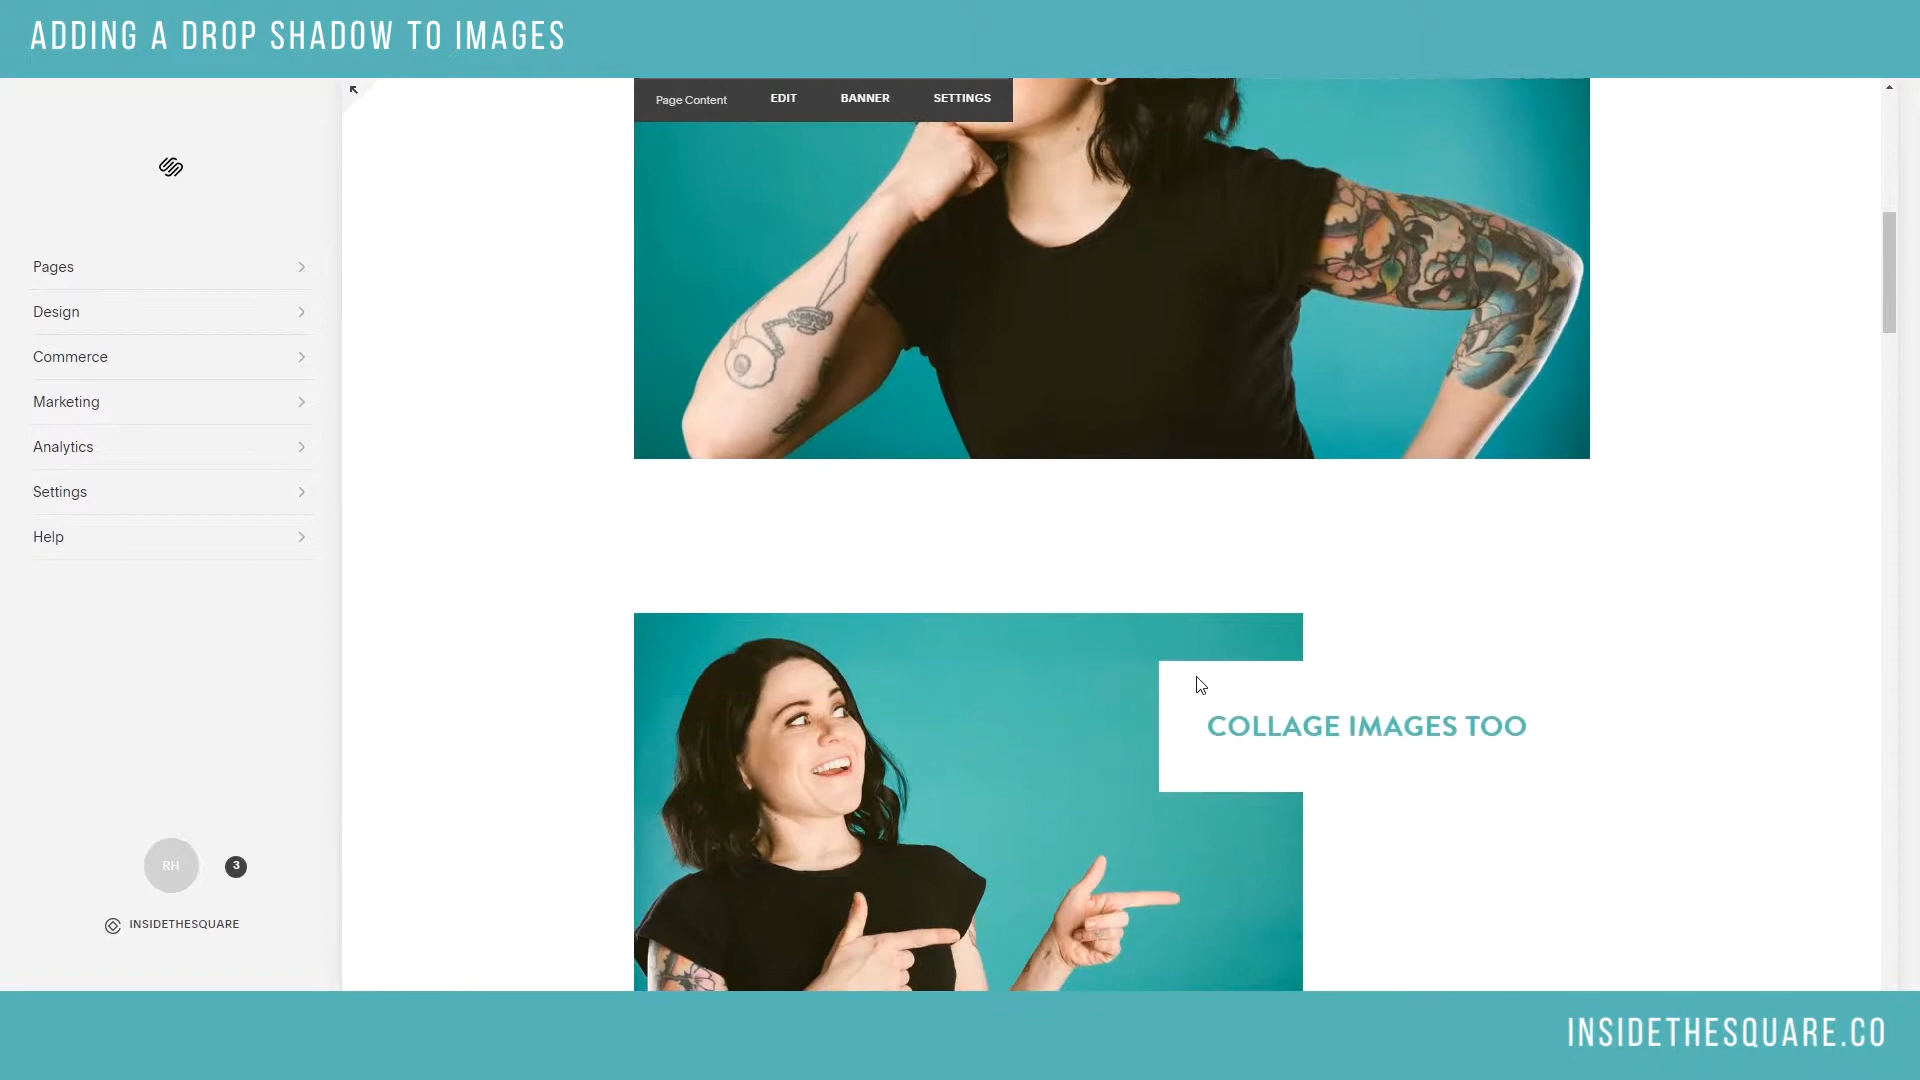 ADDING A DROP SHADOW TO IMAGES
Page Content EDIT BANNER SETTINGS
Pages
Design
Commerce
Marketing
Analytics
Settings
Help
COLLAGE IMAGES TOO
RH 3
INSIDETHESQUARE
INSIDETHESQUARE.CO